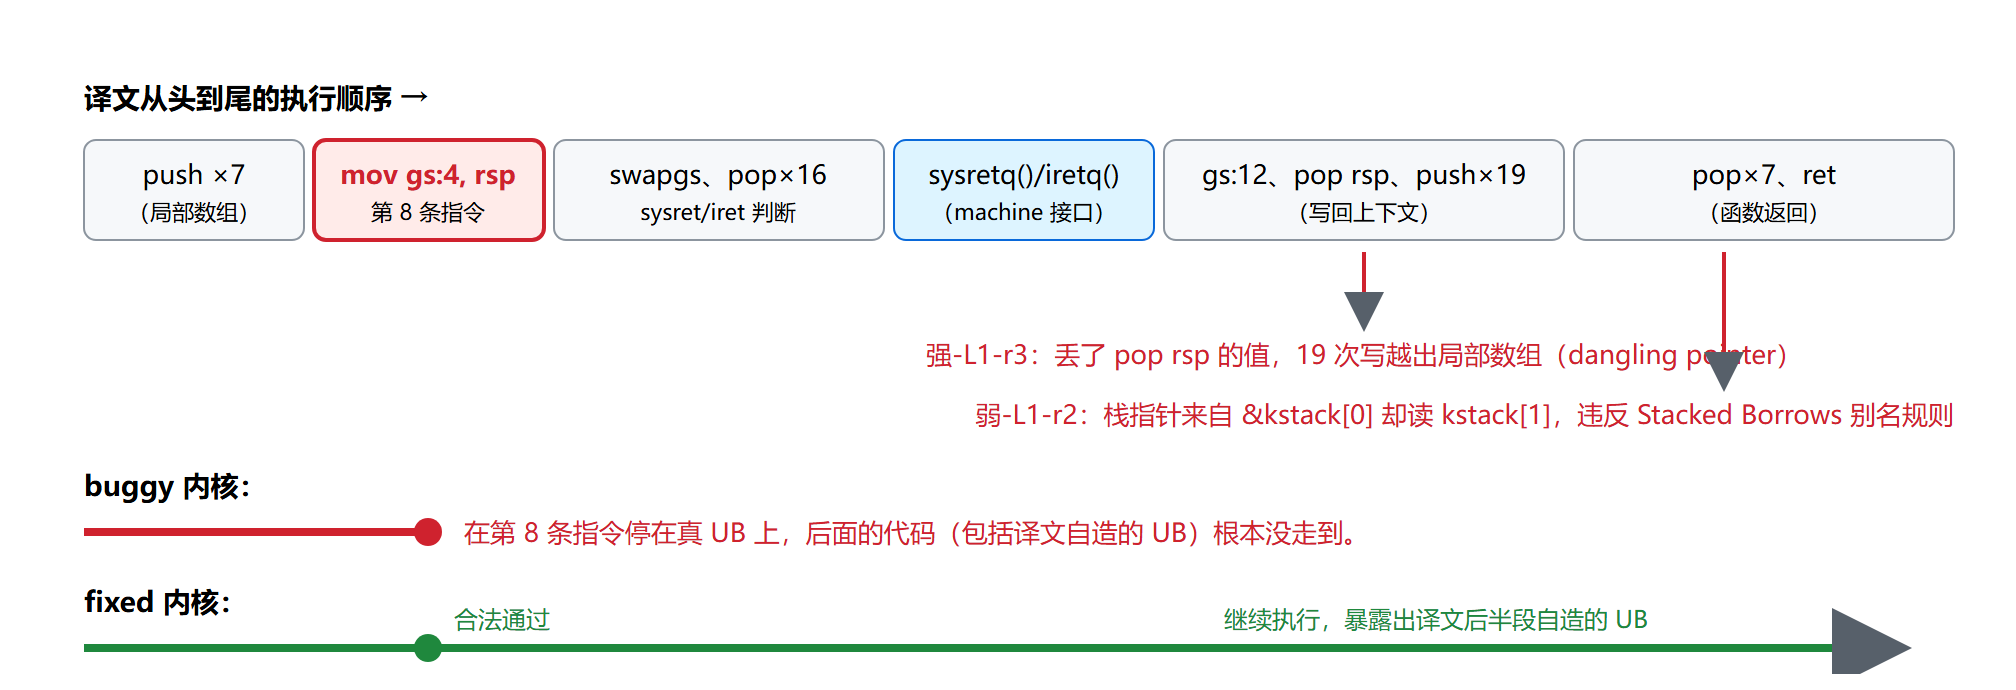 译文从头到尾的执行顺序 →
push ×7
（局部数组）
mov gs:4, rsp
第 8 条指令
swapgs、pop×16
sysret/iret 判断
sysretq()/iretq()
（machine 接口）
gs:12、pop rsp、push×19
（写回上下文）
pop×7、ret
（函数返回）
强-L1-r3：丢了 pop rsp 的值，19 次写越出局部数组（dangling pointer）
弱-L1-r2：栈指针来自 &kstack[0] 却读 kstack[1]，违反 Stacked Borrows 别名规则
buggy 内核：
在第 8 条指令停在真 UB 上，后面的代码（包括译文自造的 UB）根本没走到。
fixed 内核：
合法通过
继续执行，暴露出译文后半段自造的 UB